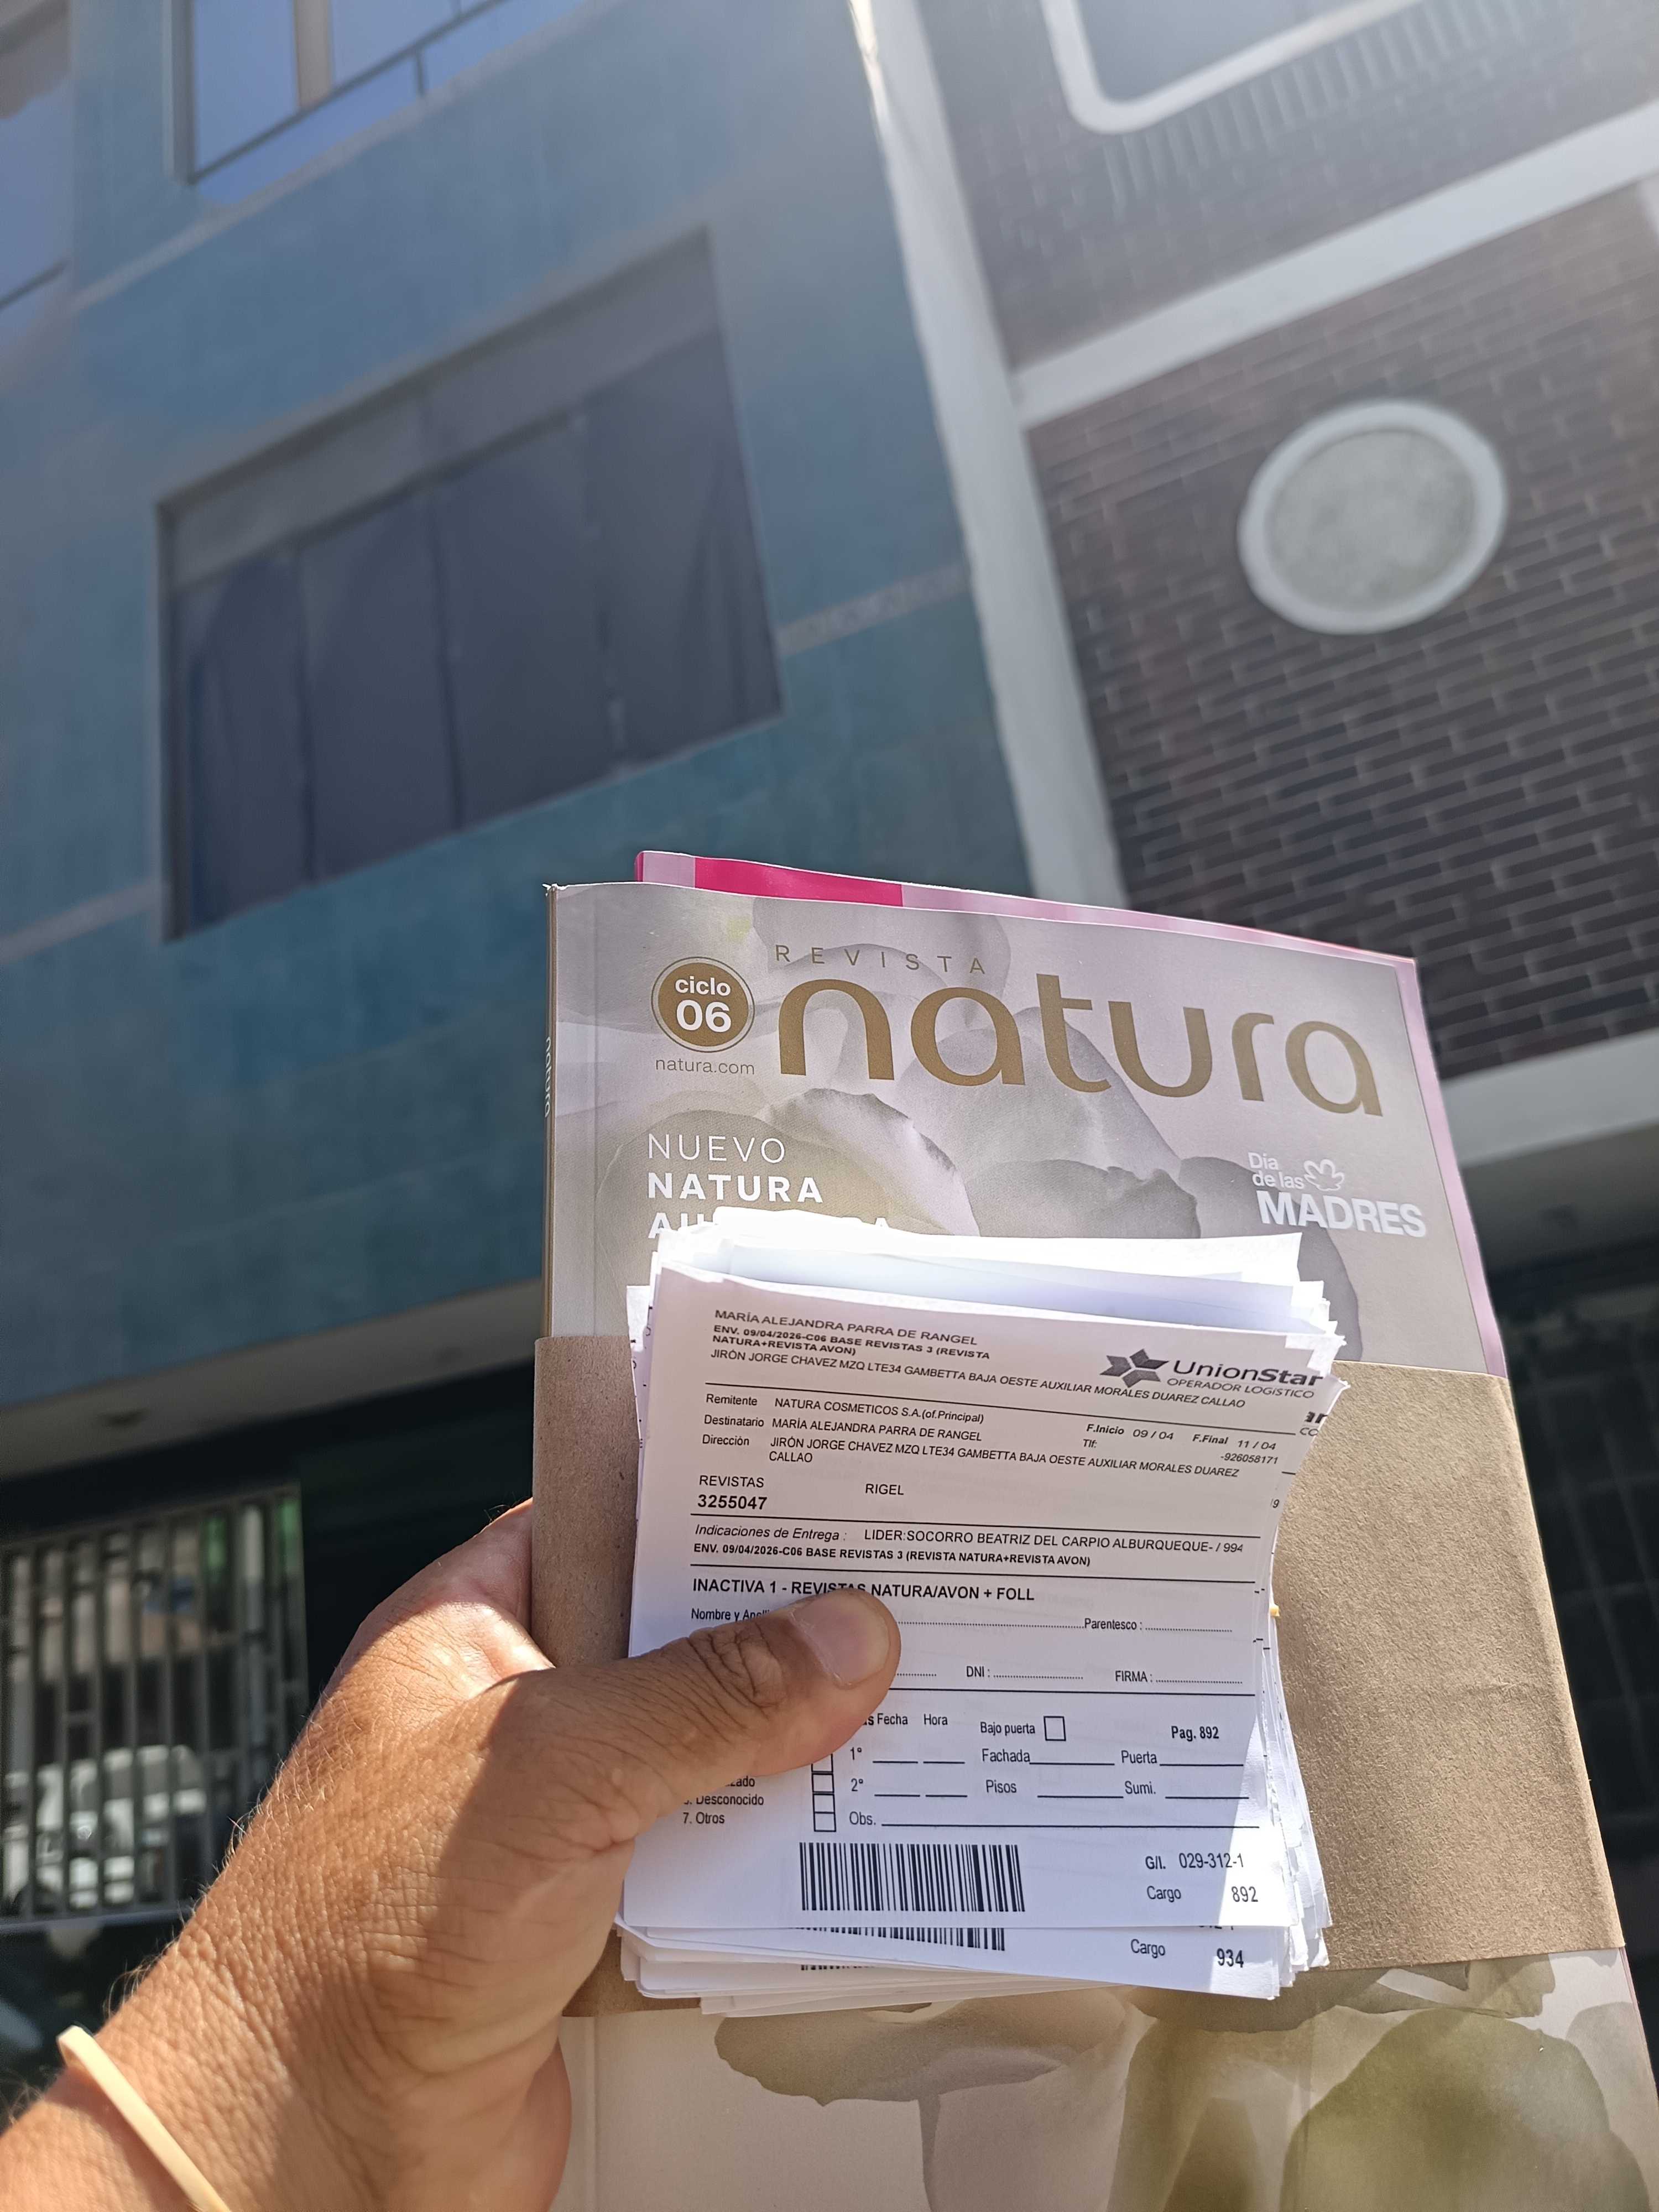 REVISTA
ciclo
06
natura
natura.com
natura
NUEVO
NATURA
Día
de las
MADRES
MARÍA ALEJANDRA PARRA DE RANGEL
ENV. 09/04/2026-C06 BASE REVISTAS 3 (REVISTA
NATURA+REVISTA AVON)
JIRÓN JORGE CHAVEZ MZQ LTE34 GAMBETTA BAJA OESTE AUXILIAR MORALES DUAREZ CALLAO
UnionStar
OPERADOR LOGÍSTICO
Remitente NATURA COSMETICOS S.A.(of.Principal)
F.Inicio 09 / 04 F.Final 11 / 04
Destinatario MARÍA ALEJANDRA PARRA DE RANGEL
Tlf: -926058171
Dirección JIRÓN JORGE CHAVEZ MZQ LTE34 GAMBETTA BAJA OESTE AUXILIAR MORALES DUAREZ
CALLAO
REVISTAS RIGEL
3255047
Indicaciones de Entrega : LIDER:SOCORRO BEATRIZ DEL CARPIO ALBURQUEQUE- / 994
ENV. 09/04/2026-C06 BASE REVISTAS 3 (REVISTA NATURA+REVISTA AVON)
INACTIVA 1 - REVISTAS NATURA/AVON + FOLL
Nombre y Parentesco :
DNI : FIRMA :
Fecha Hora Bajo puerta Pag. 892
1° Fachada Puerta
2° Pisos Sumi.
Desconocido
7. Otros Obs.
G/I. 029-312-1
Cargo 892
Cargo 934